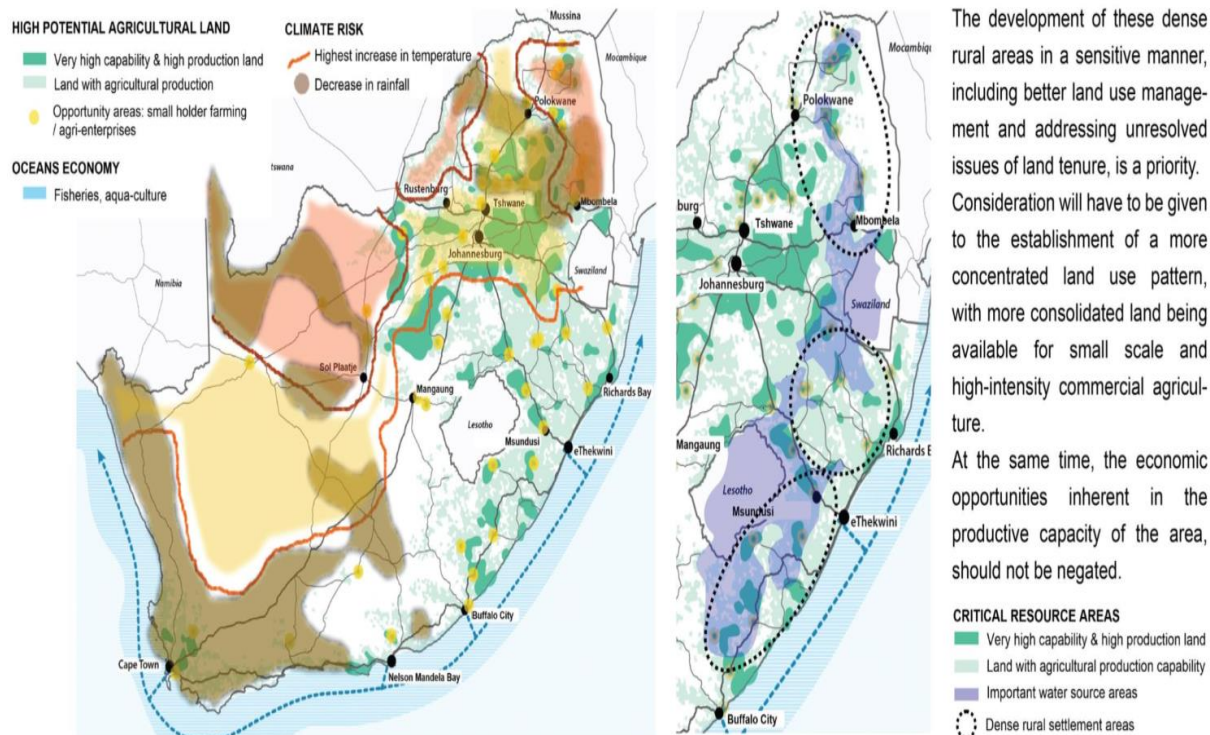 HIGH POTENTIAL AGRICULTURAL LAND
Very high capability & high production land
Land with agricultural production
Opportunity areas: small holder farming
/ agri-enterprises
OCEANS ECONOMY
Fisheries, aqua-culture
CLIMATE RISK
Highest increase in temperature
Decrease in rainfall
Mussina
Mocambique
Polokwane
tswana
Rustenburg
Tshwane
Mbombela
Johannesburg
Swaziland
Namibia
Sol Plaatje
Mangaung
Richards Bay
Lesotho
Msundusi
eThekwini
Buffalo City
Cape Town
Nelson Mandela Bay
Mocambiqu
Polokwane
burg
Tshwane
Mbombela
Johannesburg
Swaziland
Mangaung
Richards B
Lesotho
Msundusi
eThekwini
Buffalo City
The development of these dense
rural areas in a sensitive manner,
including better land use manage-
ment and addressing unresolved
issues of land tenure, is a priority.
Consideration will have to be given
to the establishment of a more
concentrated land use pattern,
with more consolidated land being
available for small scale and
high-intensity commercial agricul-
ture.
At the same time, the economic
opportunities inherent in the
productive capacity of the area,
should not be negated.
CRITICAL RESOURCE AREAS
Very high capability & high production land
Land with agricultural production capability
Important water source areas
Dense rural settlement areas